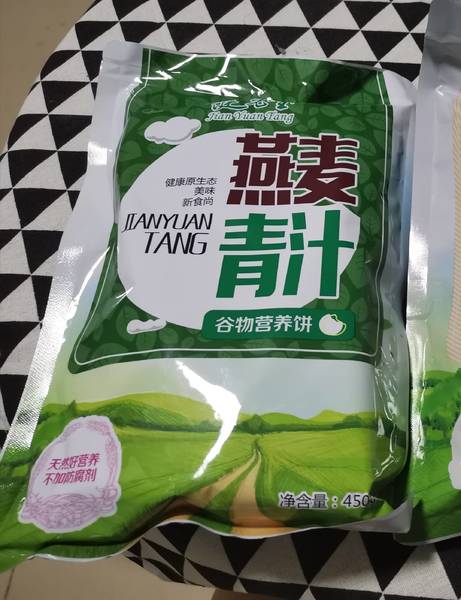 Jian Yuan Tang
燕麦
健康原生态
美味
新食尚
JIANYUAN
TANG
青汁
谷物营养饼
天然好营养
不加防腐剂
净含量:450